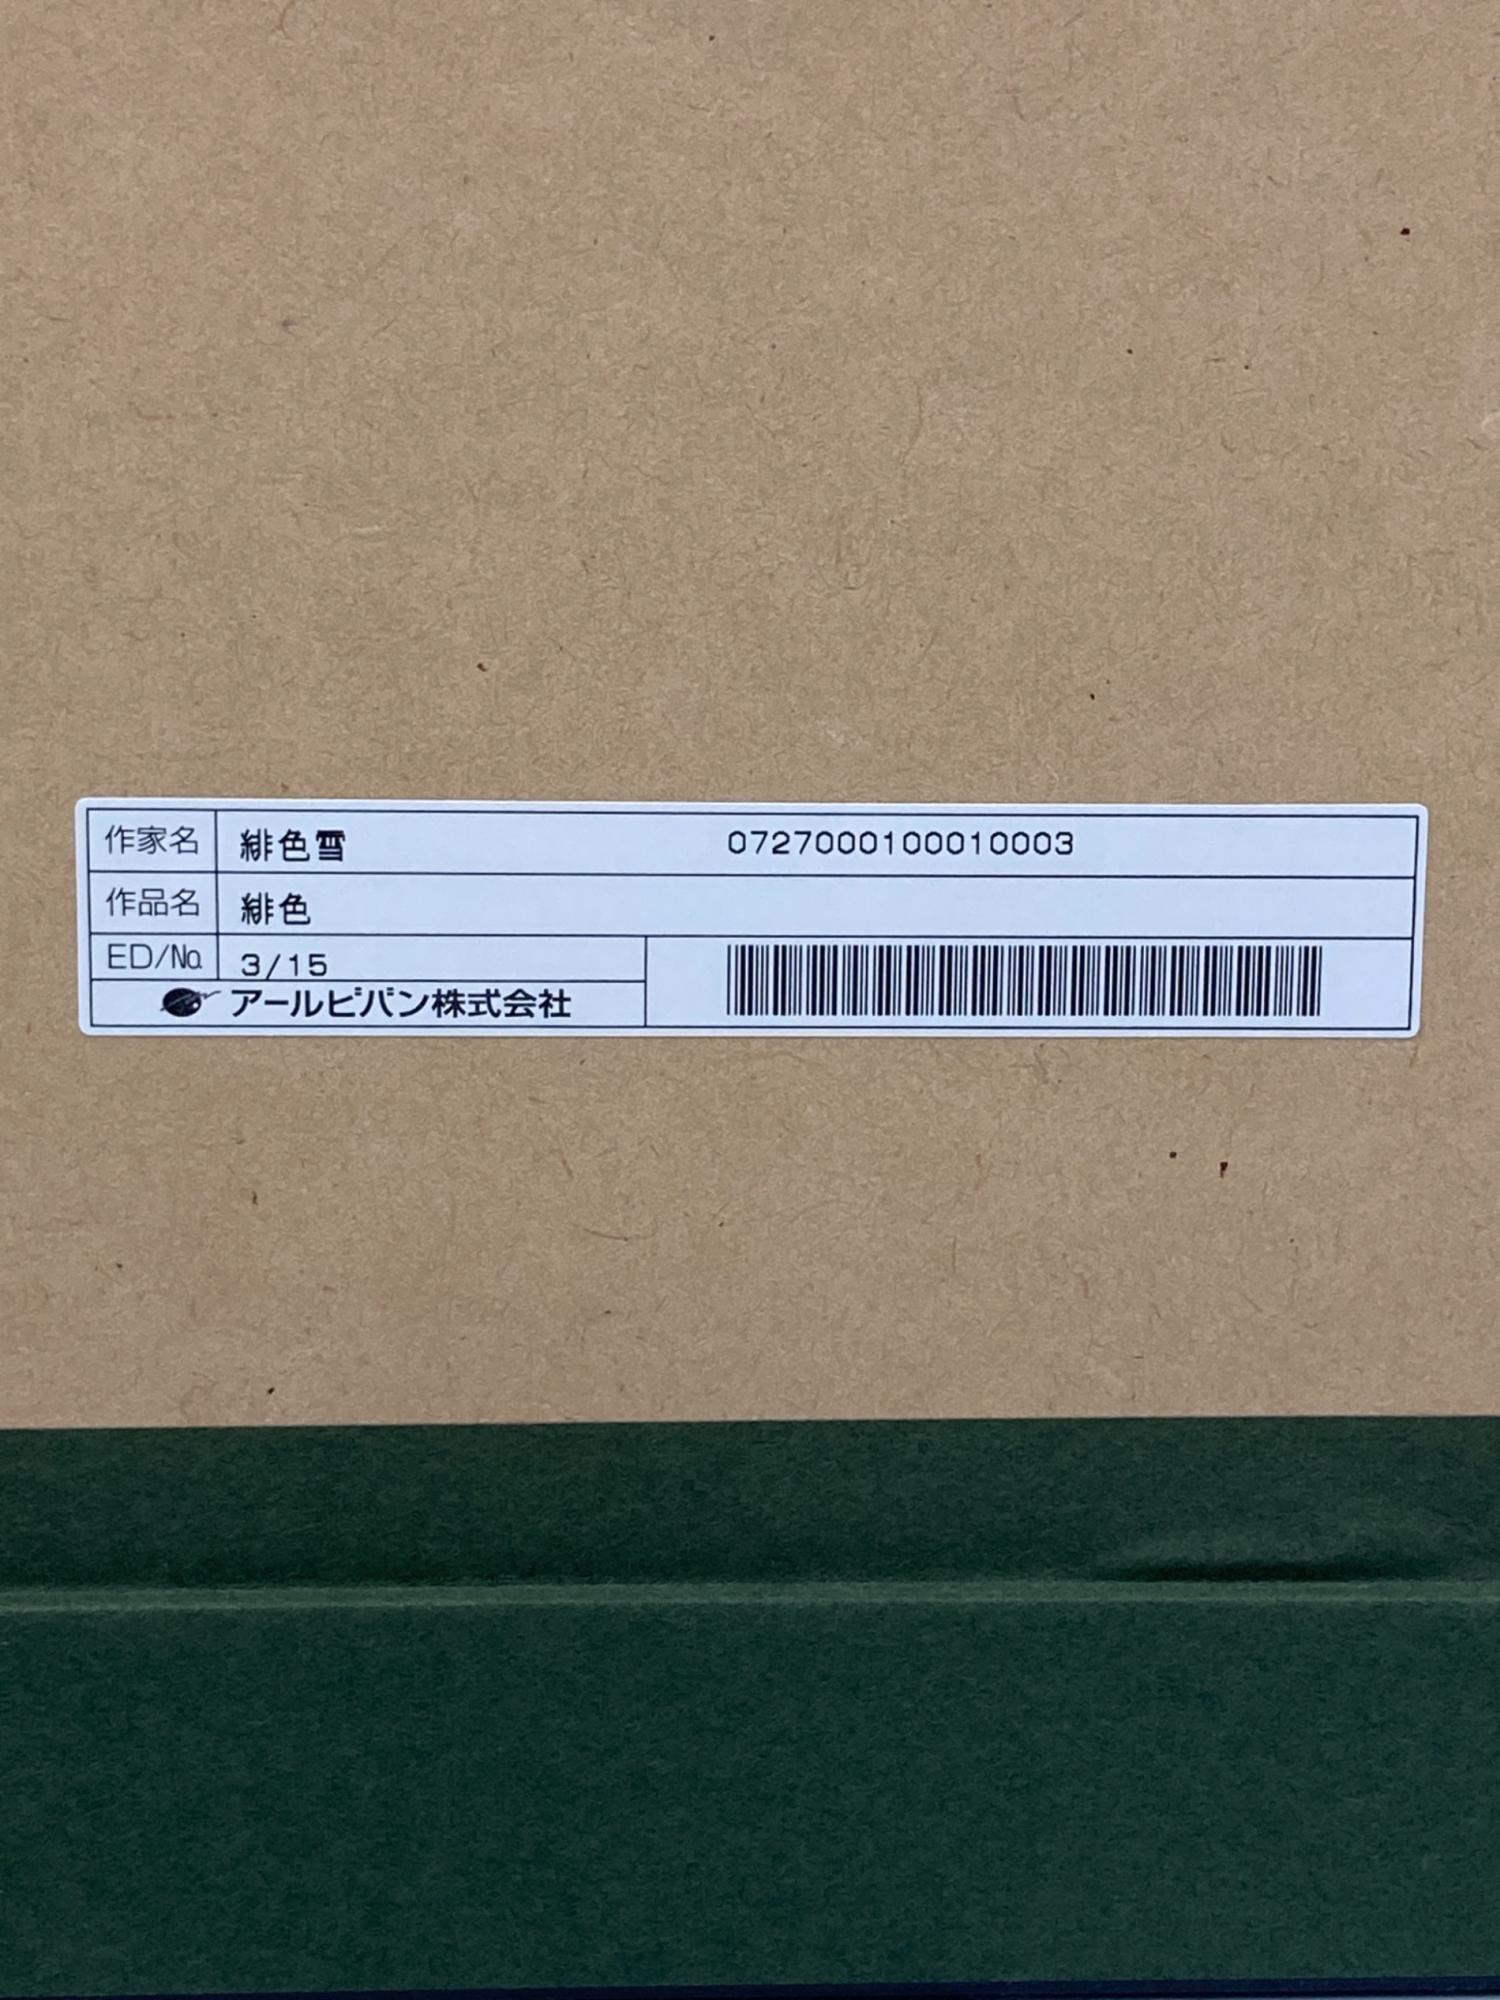 作家名 緋色雪 0727000100010003
作品名 緋色
ED/No. 3/15
アールビバン株式会社